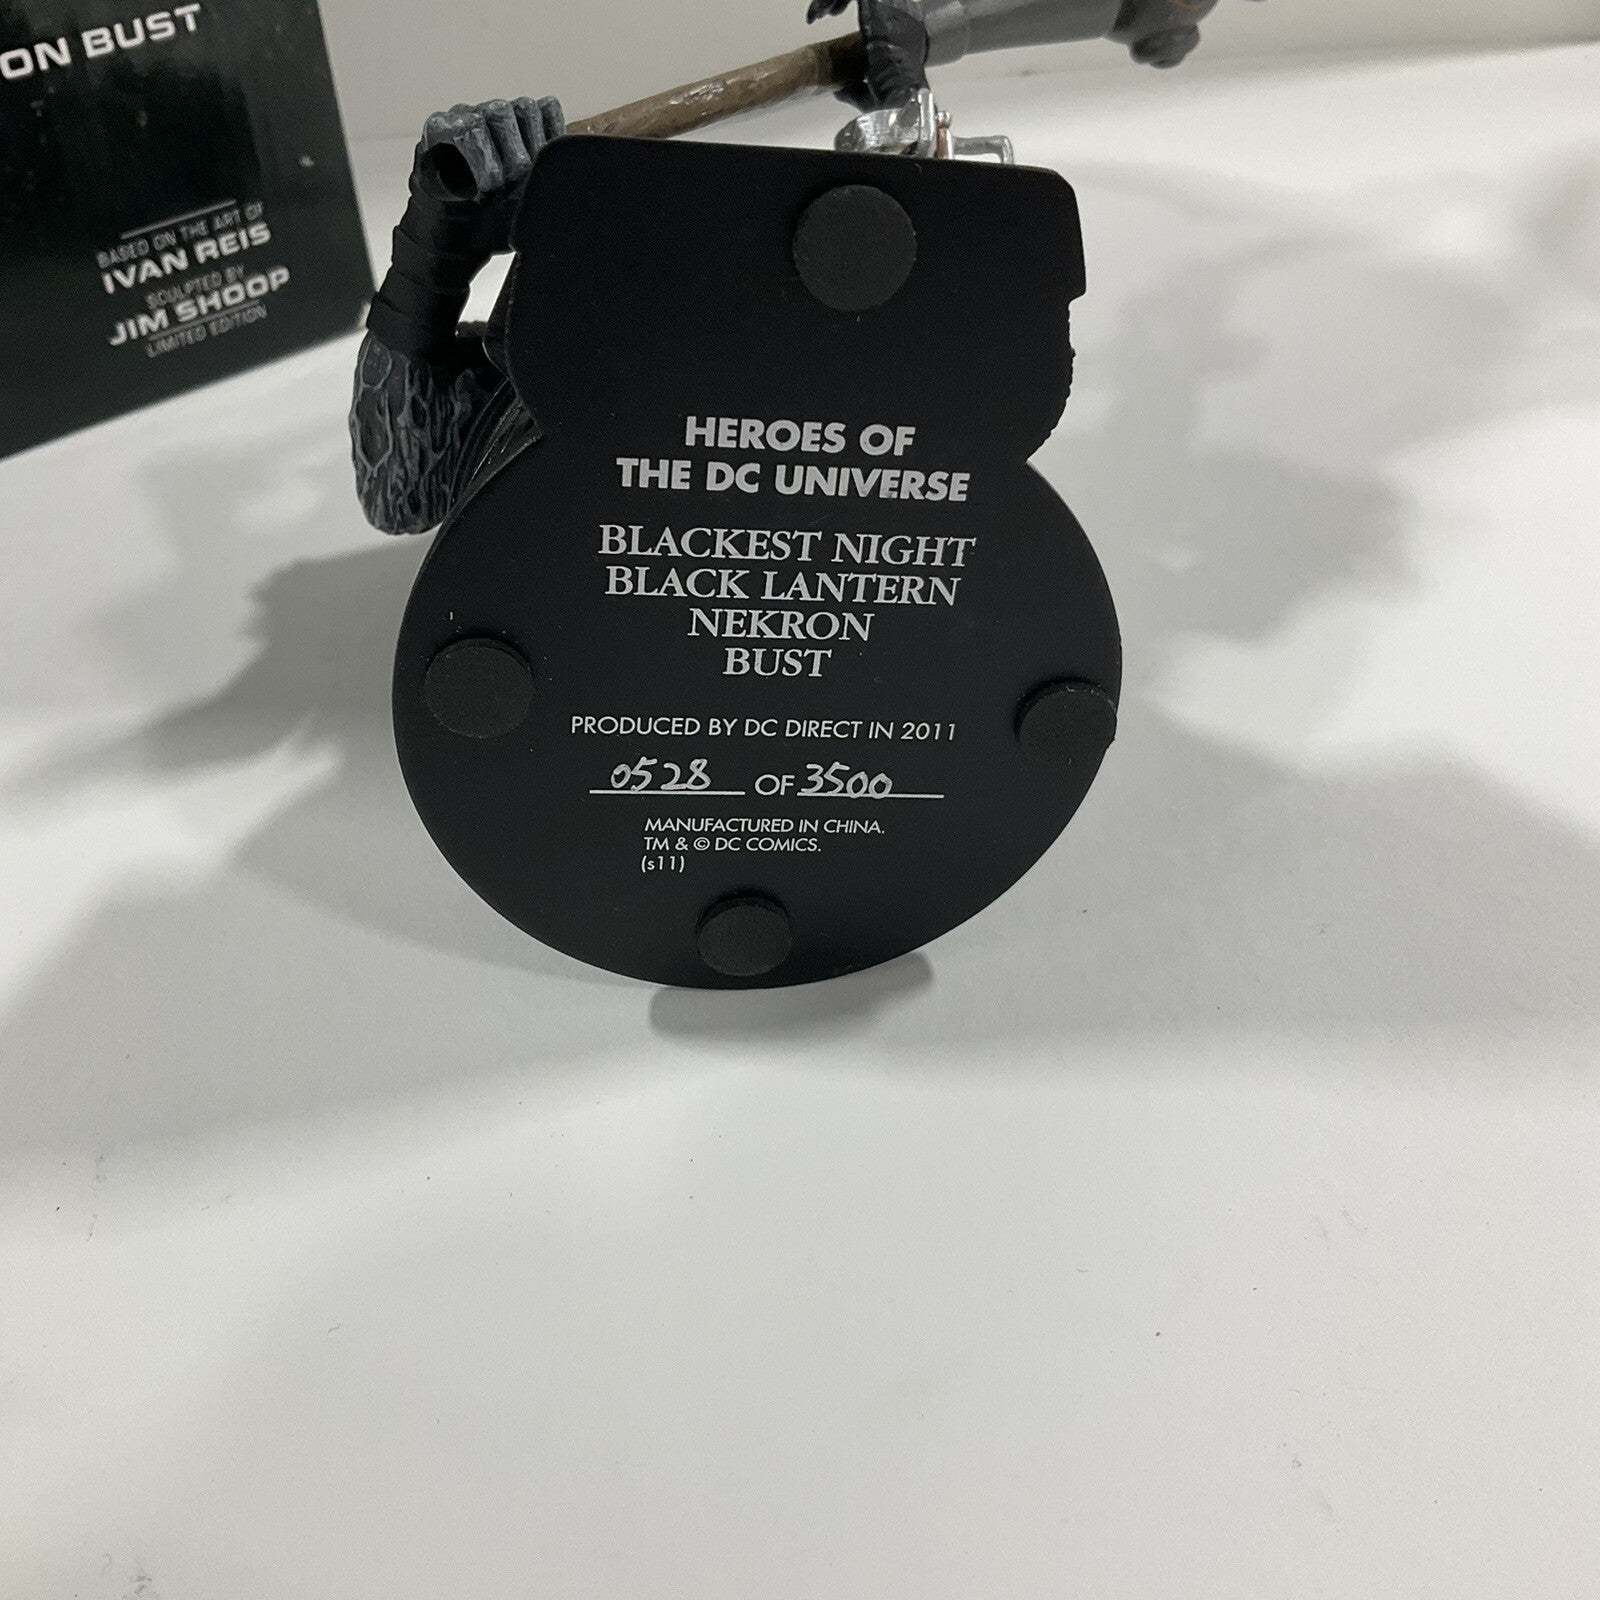 ON BUST
BASED ON THE ART OF
IVAN REIS
SCULPTED BY
JIM SHOOP
LIMITED EDITION
HEROES OF
THE DC UNIVERSE
BLACKEST NIGHT
BLACK LANTERN
NEKRON
BUST
PRODUCED BY DC DIRECT IN 2011
0528 OF 3500
MANUFACTURED IN CHINA.
TM & © DC COMICS.
(s11)